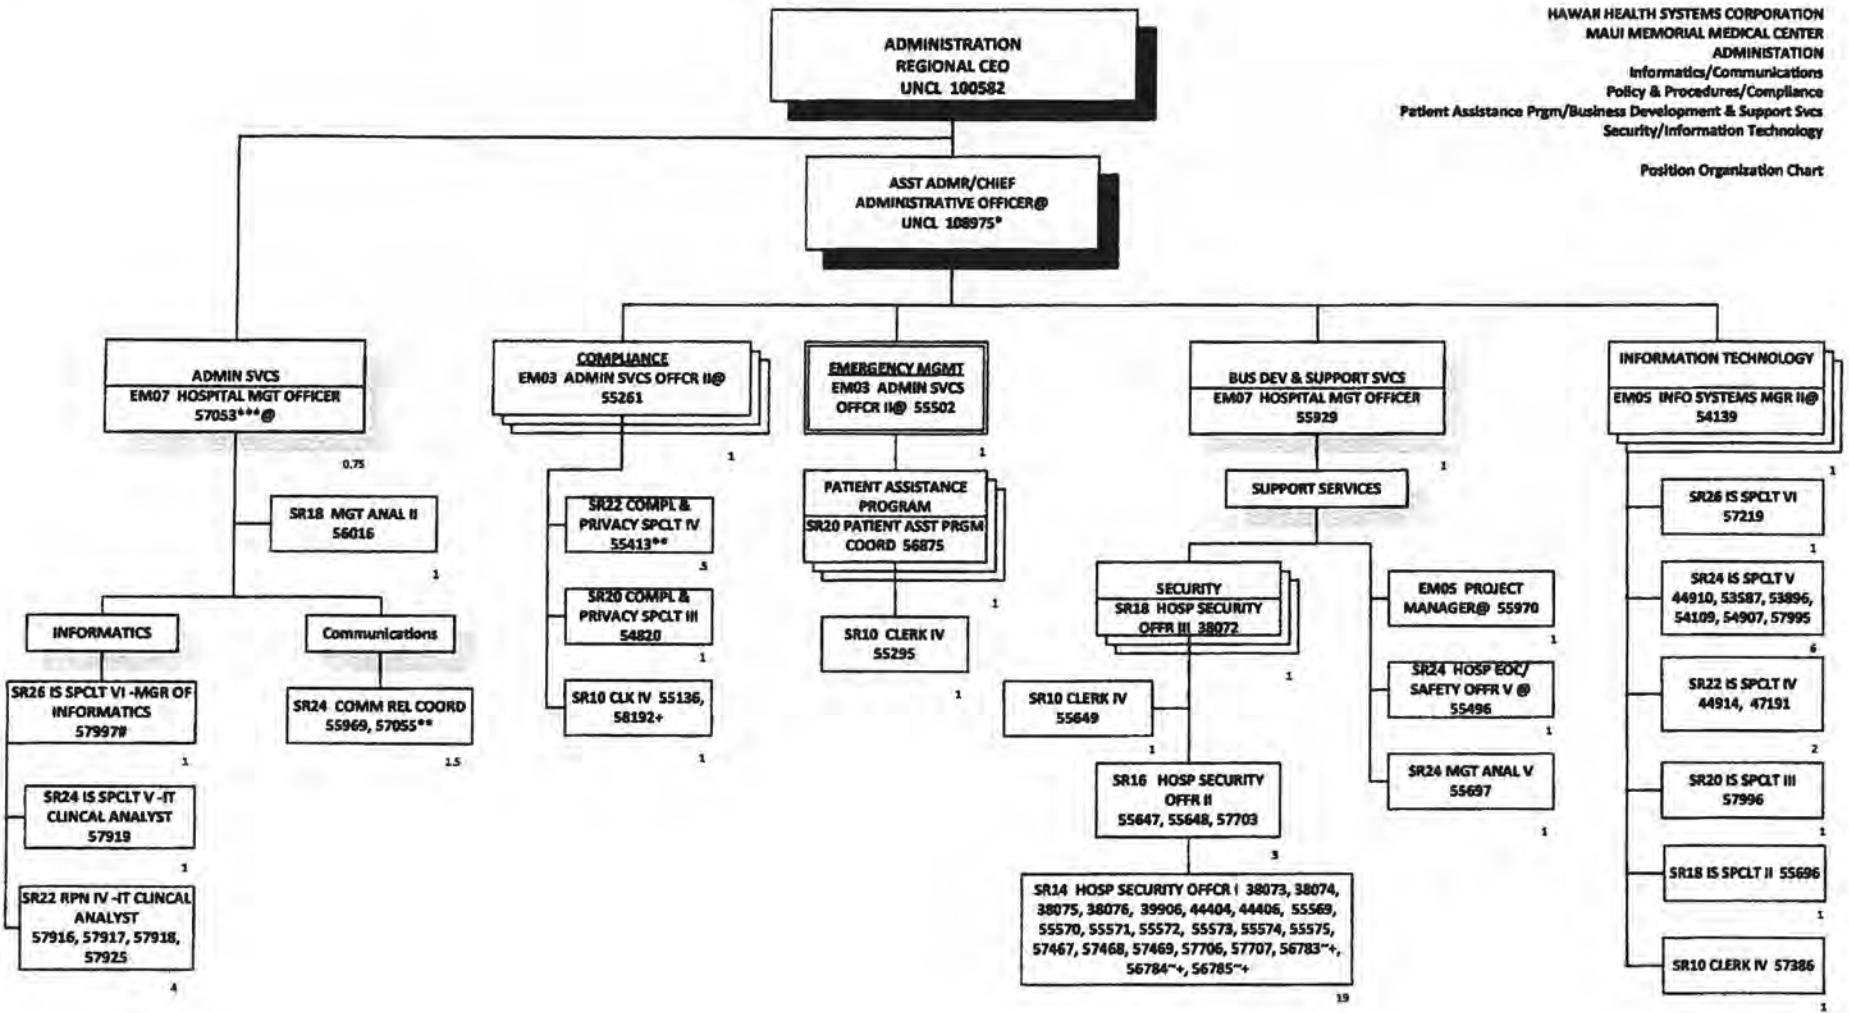 HAWAII HEALTH SYSTEMS CORPORATION
MAUI MEMORIAL MEDICAL CENTER
ADMINISTATION
Informatics/Communications
Policy & Procedures/Compliance
Patient Assistance Prgm/Business Development & Support Svcs
Security/Information Technology
Position Organization Chart
ADMINISTRATION
REGIONAL CEO
UNCL 100582
ASST ADMR/CHIEF
ADMINISTRATIVE OFFICER@
UNCL 108975*
ADMIN SVCS
EM07 HOSPITAL MGT OFFICER
57053***@
0.75
SR18 MGT ANAL II
56016
1
INFORMATICS
SR26 IS SPCLT VI -MGR OF
INFORMATICS
57997#
1
SR24 IS SPCLT V -IT
CLINCAL ANALYST
57919
1
SR22 RPN IV -IT CLINCAL
ANALYST
57916, 57917, 57918,
57925
4
Communications
SR24 COMM REL COORD
55969, 57055**
1.5
COMPLIANCE
EM03 ADMIN SVCS OFFCR II@
55261
1
SR22 COMPL &
PRIVACY SPCLT IV
55413**
.5
SR20 COMPL &
PRIVACY SPCLT III
54820
1
SR10 CLK IV 55136,
58192+
1
EMERGENCY MGMT
EM03 ADMIN SVCS
OFFCR II@ 55502
1
PATIENT ASSISTANCE
PROGRAM
SR20 PATIENT ASST PRGM
COORD 56875
1
SR10 CLERK IV
55295
1
BUS DEV & SUPPORT SVCS
EM07 HOSPITAL MGT OFFICER
55929
1
SUPPORT SERVICES
SECURITY
SR18 HOSP SECURITY
OFFR III 38072
1
SR10 CLERK IV
55649
1
SR16 HOSP SECURITY
OFFR II
55647, 55648, 57703
3
SR14 HOSP SECURITY OFFCR I 38073, 38074,
38075, 38076, 39906, 44404, 44406, 55569,
55570, 55571, 55572, 55573, 55574, 55575,
57467, 57468, 57469, 57706, 57707, 56783~+,
56784~+, 56785~+
19
EM05 PROJECT
MANAGER@ 55970
1
SR24 HOSP EOC/
SAFETY OFFR V @
55496
1
SR24 MGT ANAL V
55697
1
INFORMATION TECHNOLOGY
EM05 INFO SYSTEMS MGR II@
54139
1
SR26 IS SPCLT VI
57219
1
SR24 IS SPCLT V
44910, 53587, 53896,
54109, 54907, 57995
6
SR22 IS SPCLT IV
44914, 47191
2
SR20 IS SPCLT III
57996
1
SR18 IS SPCLT II 55696
1
SR10 CLERK IV 57386
1